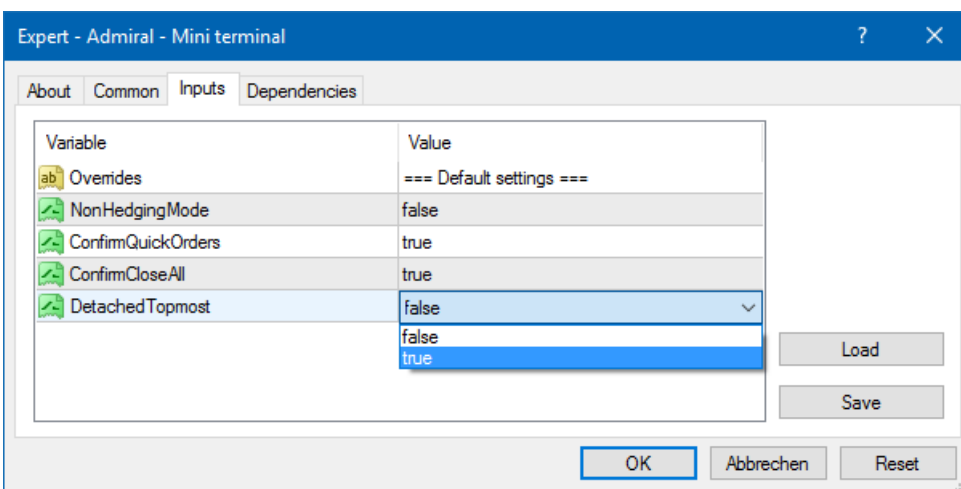 Expert - Admiral - Mini terminal ?
About Common Inputs Dependencies
Variable Value
ab Overrides === Default settings ===
NonHedgingMode false
ConfirmQuickOrders true
ConfirmCloseAll true
DetachedTopmost false
false
true
Load
Save
OK Abbrechen Reset